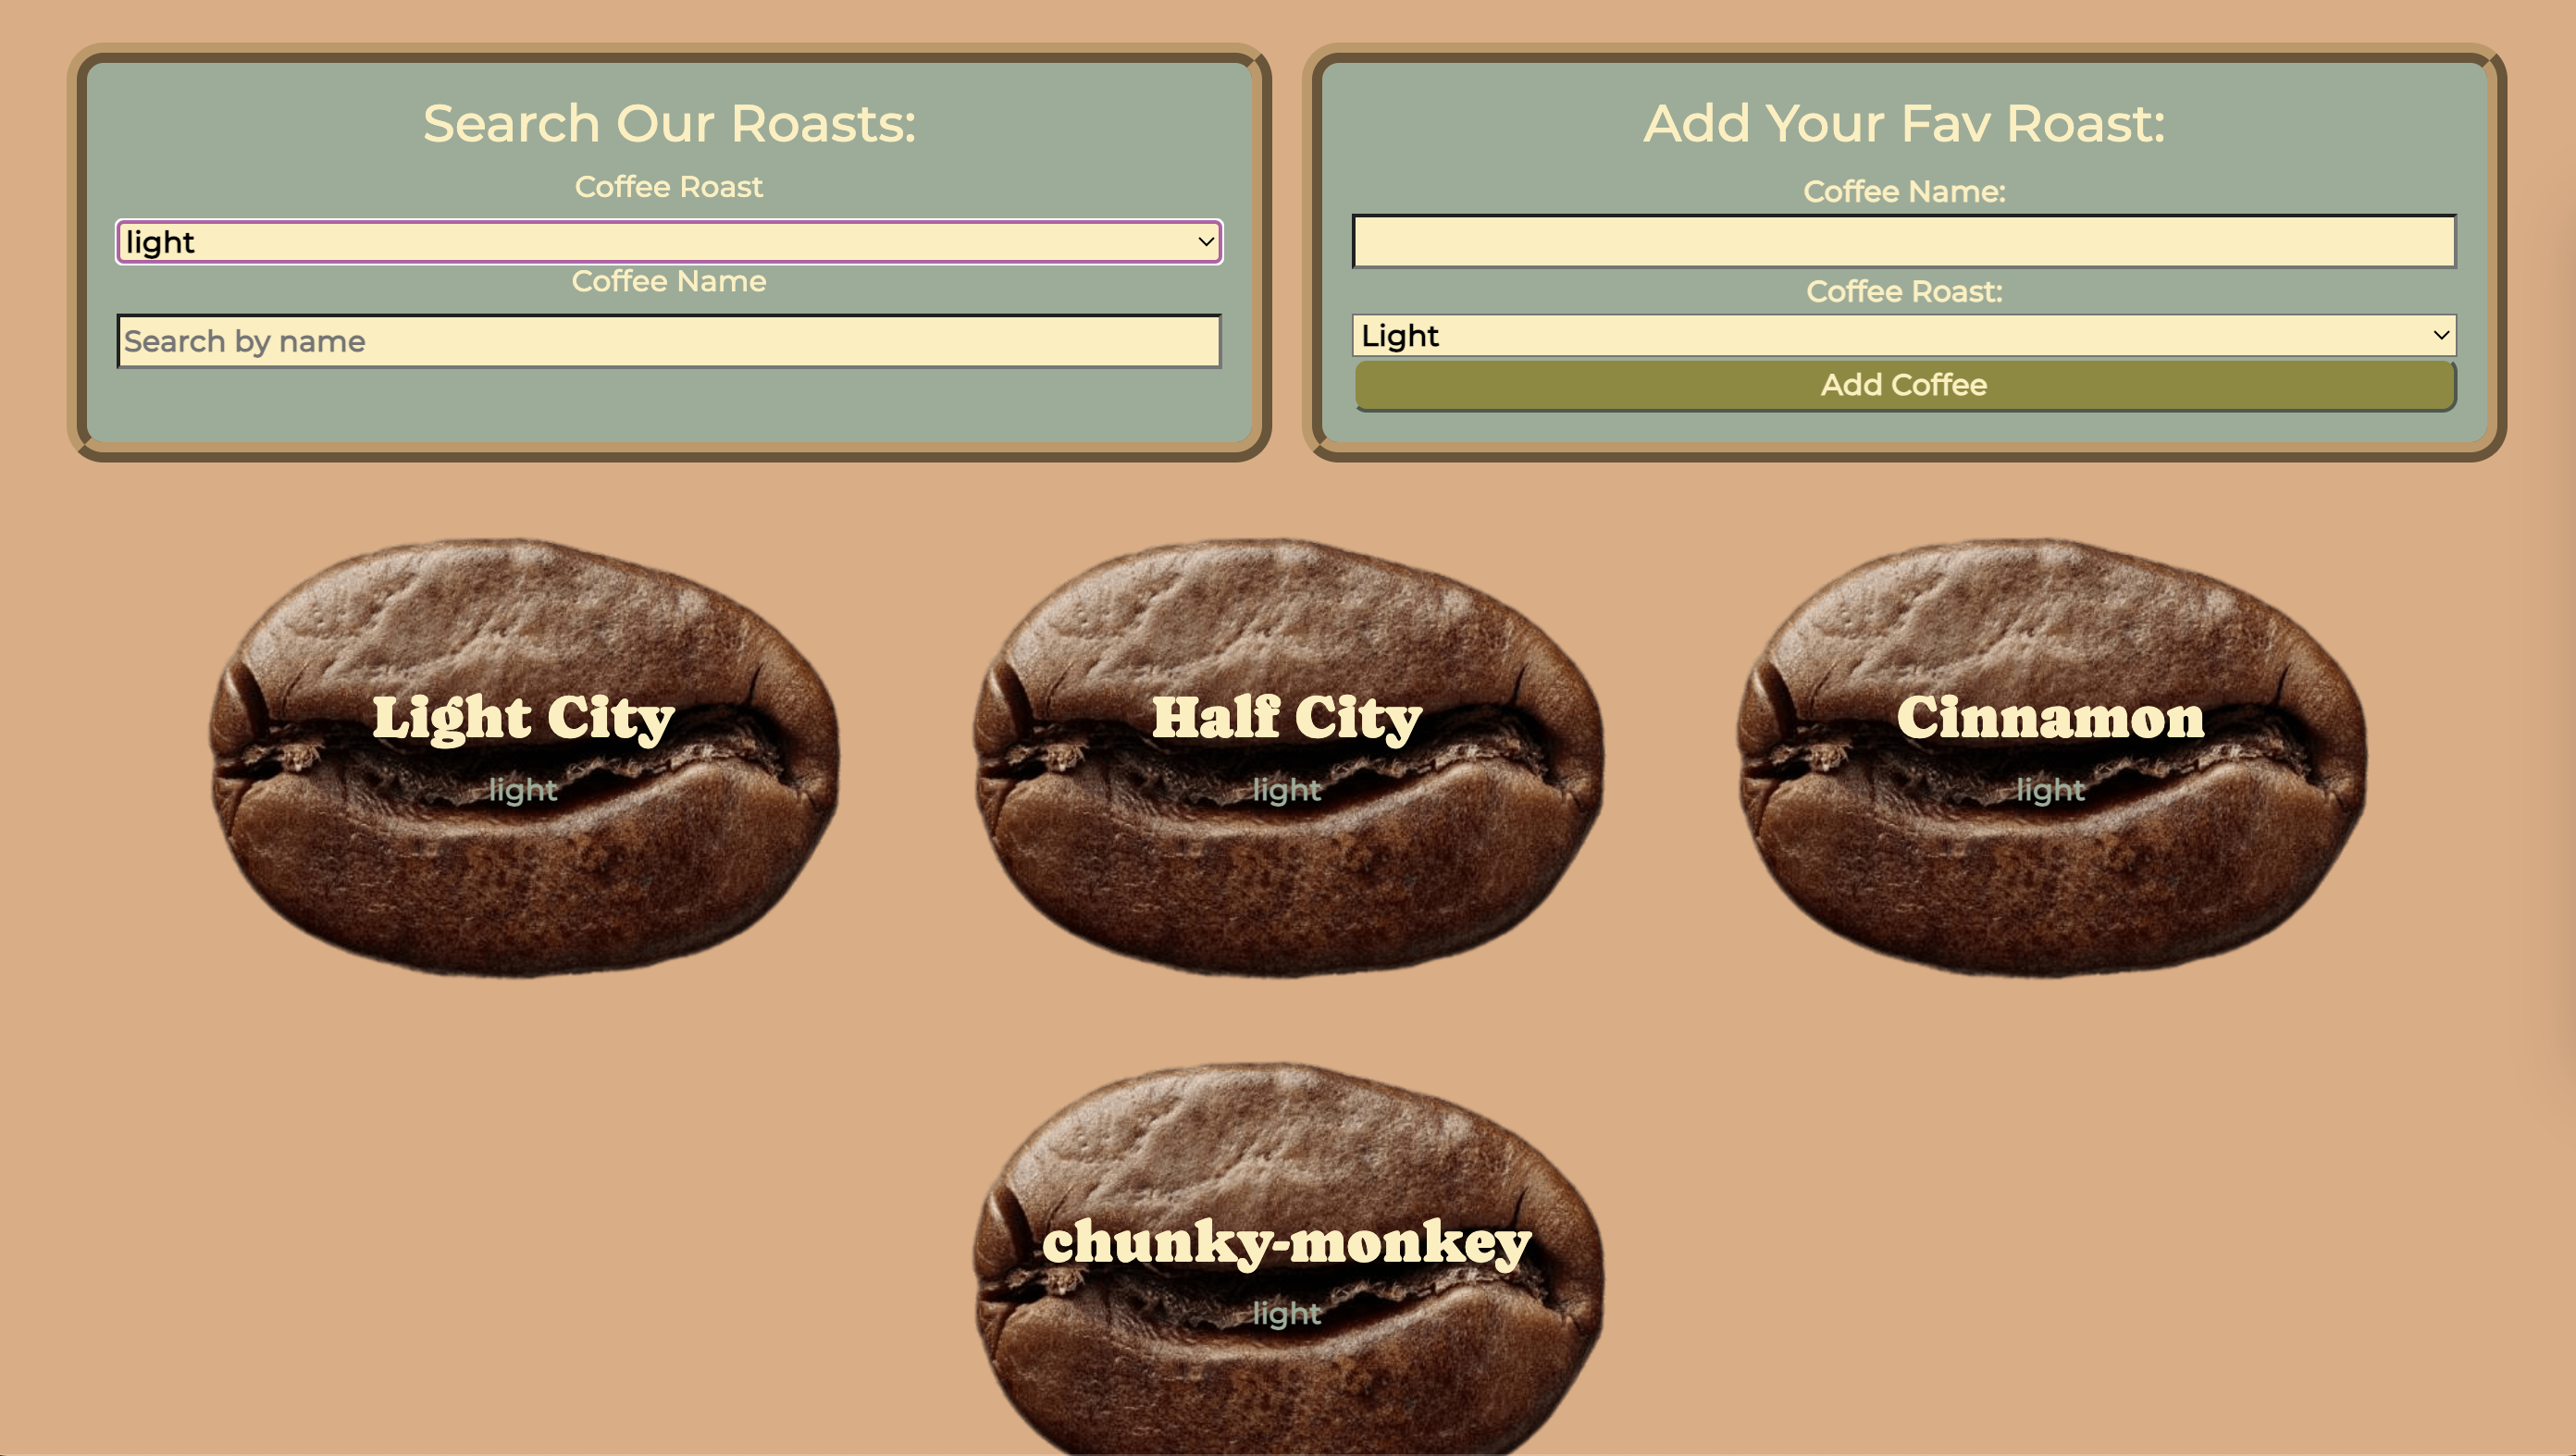 Search Our Roasts:
Coffee Roast
light
Coffee Name
Search by name
Add Your Fav Roast:
Coffee Name:
Coffee Roast:
Light
Add Coffee
Light City
light
Half City
light
Cinnamon
light
chunky-monkey
light